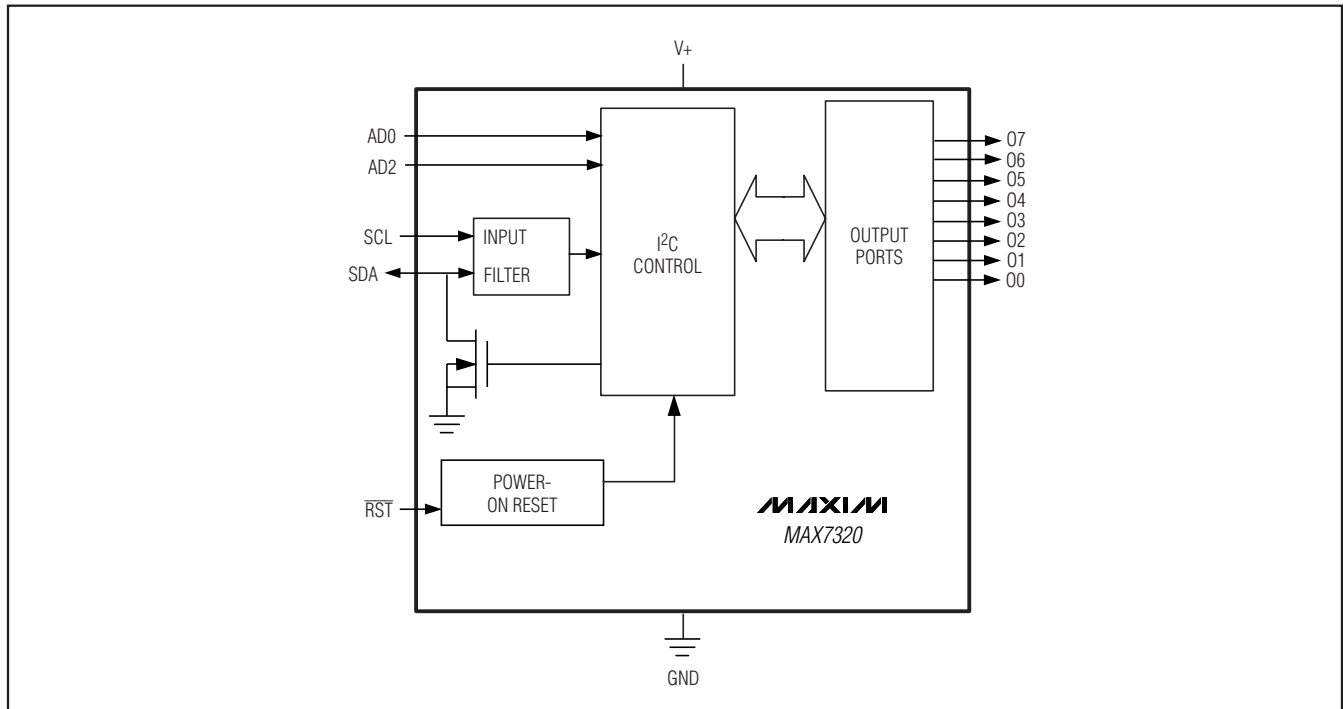 V+
AD0
AD2
SCL
SDA
INPUT
FILTER
I²C
CONTROL
OUTPUT
PORTS
O7
O6
O5
O4
O3
O2
O1
O0
RST
POWER-
ON RESET
MAXIM
MAX7320
GND